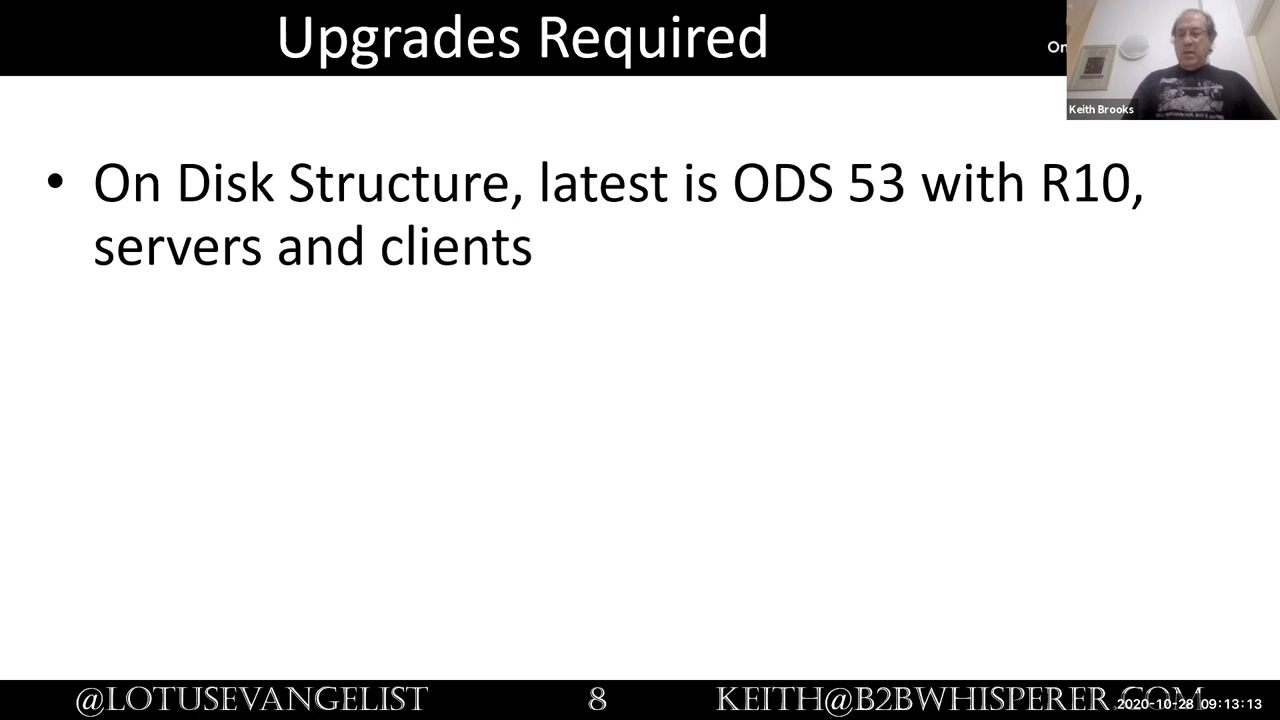 Upgrades Required
On
Keith Brooks
• On Disk Structure, latest is ODS 53 with R10,
servers and clients
@LOTUSEVANGELIST
8
KEITH@B2BWHISPERER.COM
2020-10-28 09:13:13